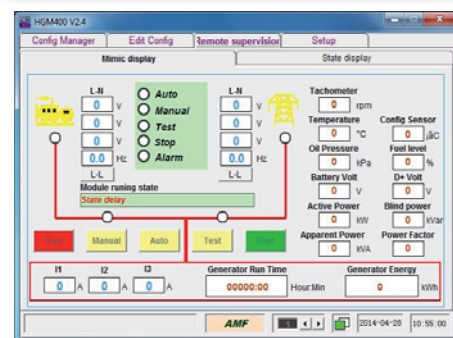 HGM400 V2.4
Config Manager Edit Config Remote supervision Setup
Mimic display State display
L-N Auto L-N Tachometer
0 V Manual 0 V 0 rpm
0 V Test 0 V Temperature Config Sensor
0 V Stop 0 V 0 °C 0 µåC
0.0 Hz Alarm 0.0 Hz Oil Pressure Fuel level
L-L L-L 0 kPa 0 %
Module runing state Battery Volt D+ Volt
State delay 0 V 0 V
Active Power Blind power
0 kW 0 kVar
Manual Auto Test Apparent Power Power Factor
0 kVA 0
I1 I2 I3 Generator Run Time Generator Energy
0 A 0 A 0 A 00000:00 Hour:Min 0 kWh
AMF 1 2014-04-28 10:55:00